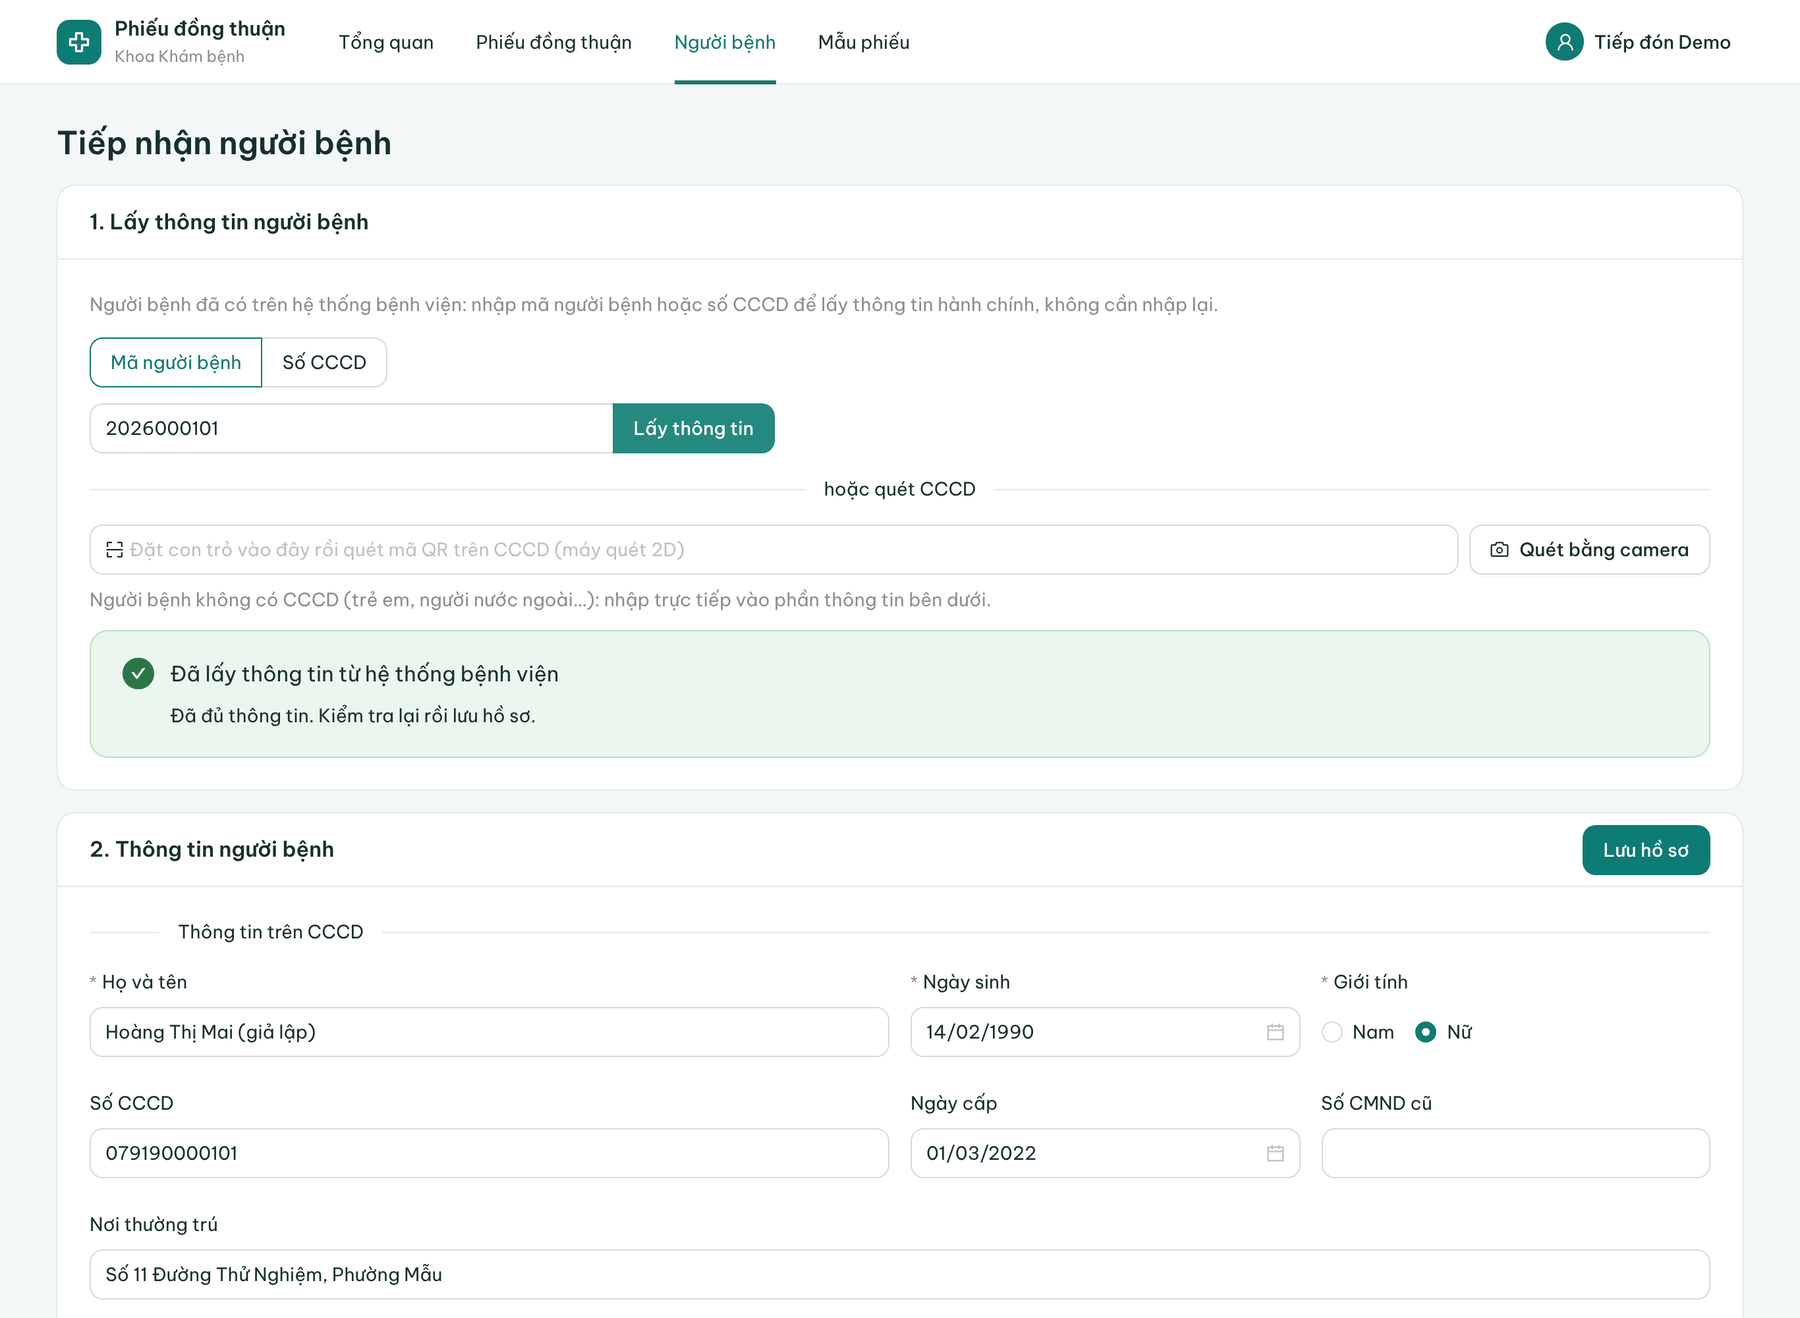 Phiếu đồng thuận
Khoa Khám bệnh
Tổng quan
Phiếu đồng thuận
Người bệnh
Mẫu phiếu
Tiếp đón Demo
Tiếp nhận người bệnh
1. Lấy thông tin người bệnh
Người bệnh đã có trên hệ thống bệnh viện: nhập mã người bệnh hoặc số CCCD để lấy thông tin hành chính, không cần nhập lại.
Mã người bệnh
Số CCCD
2026000101
Lấy thông tin
hoặc quét CCCD
Đặt con trỏ vào đây rồi quét mã QR trên CCCD (máy quét 2D)
Quét bằng camera
Người bệnh không có CCCD (trẻ em, người nước ngoài...): nhập trực tiếp vào phần thông tin bên dưới.
Đã lấy thông tin từ hệ thống bệnh viện
Đã đủ thông tin. Kiểm tra lại rồi lưu hồ sơ.
2. Thông tin người bệnh
Lưu hồ sơ
Thông tin trên CCCD
* Họ và tên
* Ngày sinh
* Giới tính
Hoàng Thị Mai (giả lập)
14/02/1990
Nam
Nữ
Số CCCD
Ngày cấp
Số CMND cũ
079190000101
01/03/2022
Nơi thường trú
Số 11 Đường Thử Nghiệm, Phường Mẫu